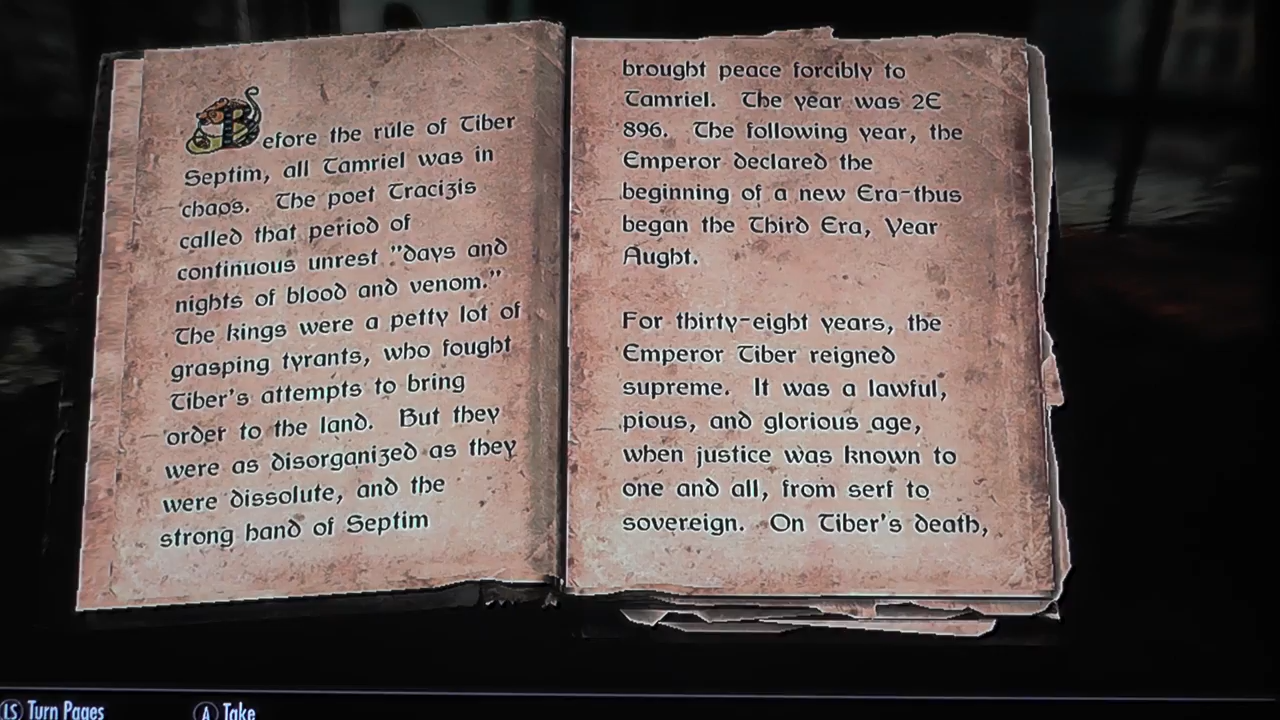 Before the rule of Tiber
Septim, all Tamriel was in
chaos.  The poet Tracizis
called that period of
continuous unrest "days and
nights of blood and venom."
The kings were a petty lot of
grasping tyrants, who fought
Tiber's attempts to bring
order to the land.  But they
were as disorganized as they
were dissolute, and the
strong hand of Septim
brought peace forcibly to
Tamriel.  The year was 2E
896.  The following year, the
Emperor declared the
beginning of a new Era-thus
began the Third Era, Year
Aught.
For thirty-eight years, the
Emperor Tiber reigned
supreme.  It was a lawful,
pious, and glorious age,
when justice was known to
one and all, from serf to
sovereign.  On Tiber's death,
LS Turn Pages
A Take